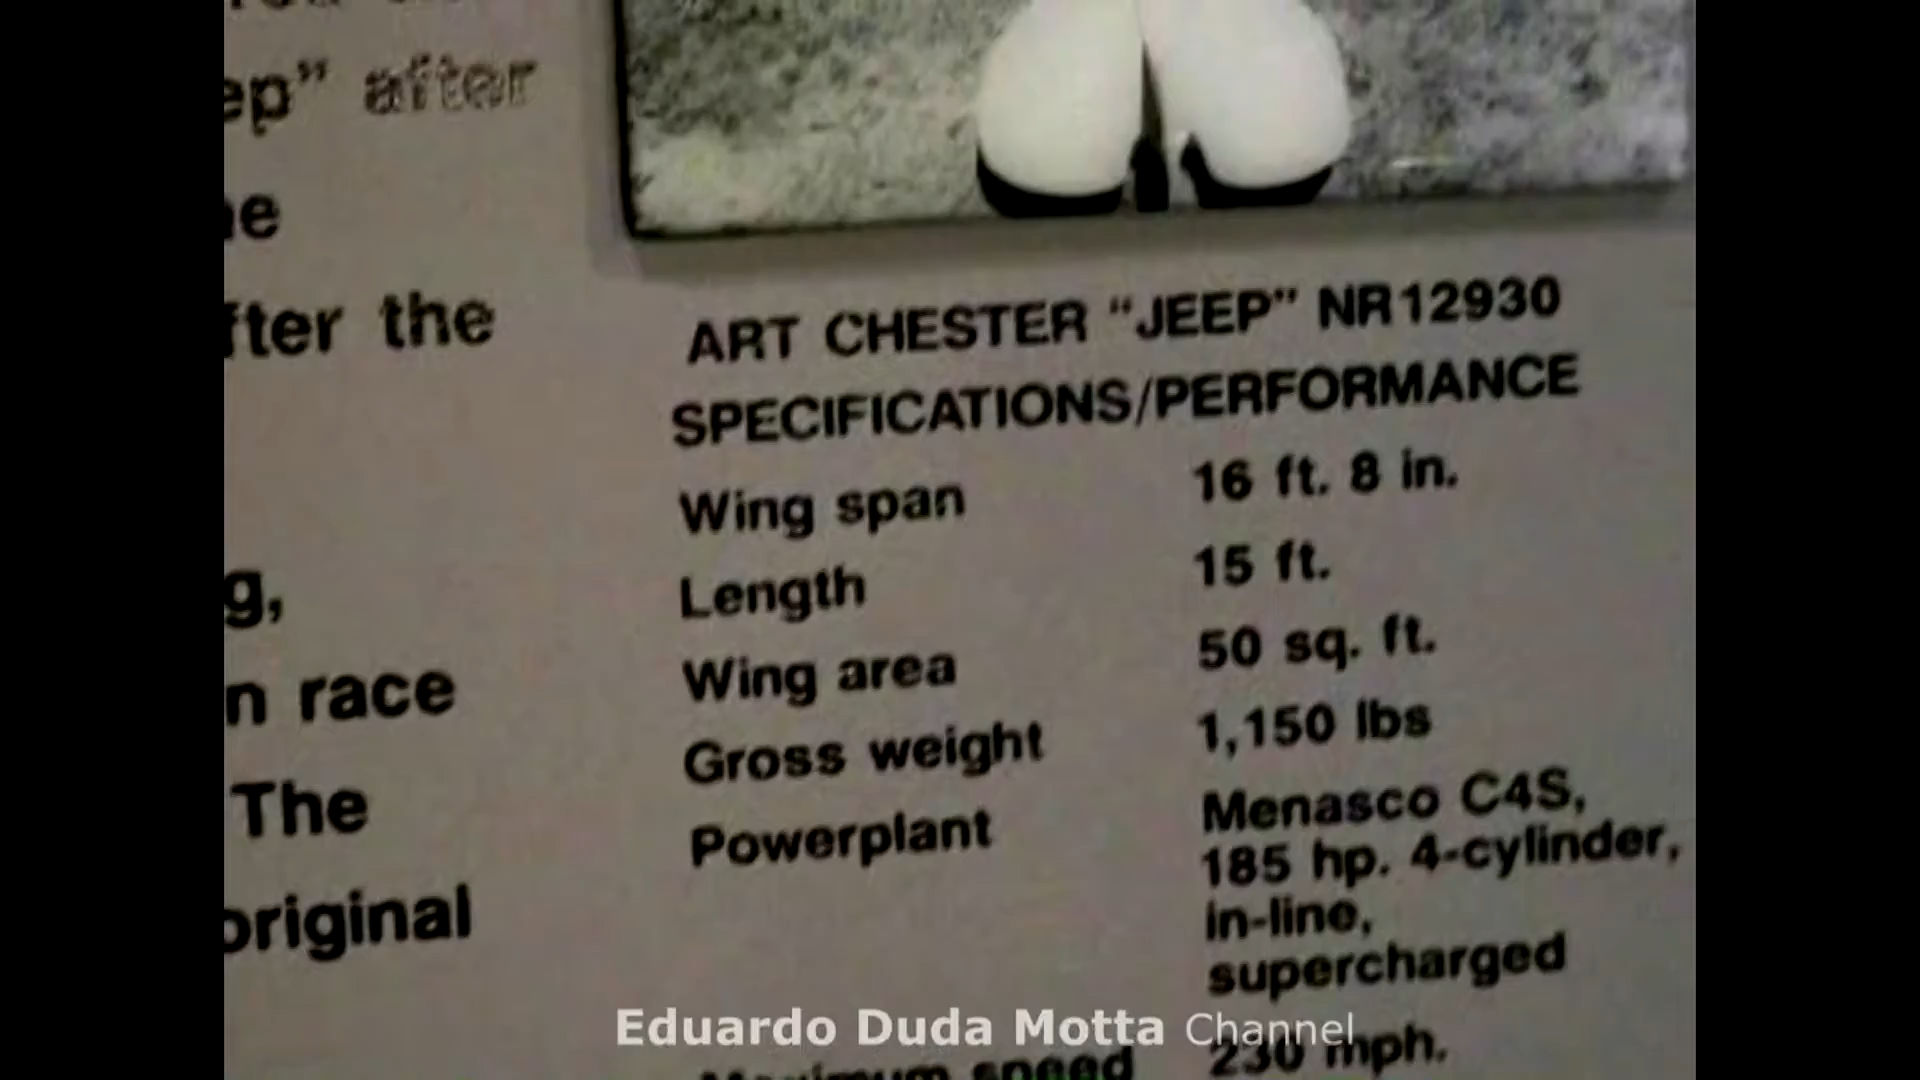 ep" after
fter the
g,
n race
The
original
ART CHESTER "JEEP" NR12930
SPECIFICATIONS/PERFORMANCE
Wing span 16 ft. 8 in.
Length 15 ft.
Wing area 50 sq. ft.
Gross weight 1,150 lbs
Powerplant Menasco C4S,
185 hp. 4-cylinder,
in-line,
supercharged
Maximum speed 230 mph.
Eduardo Duda Motta Channel